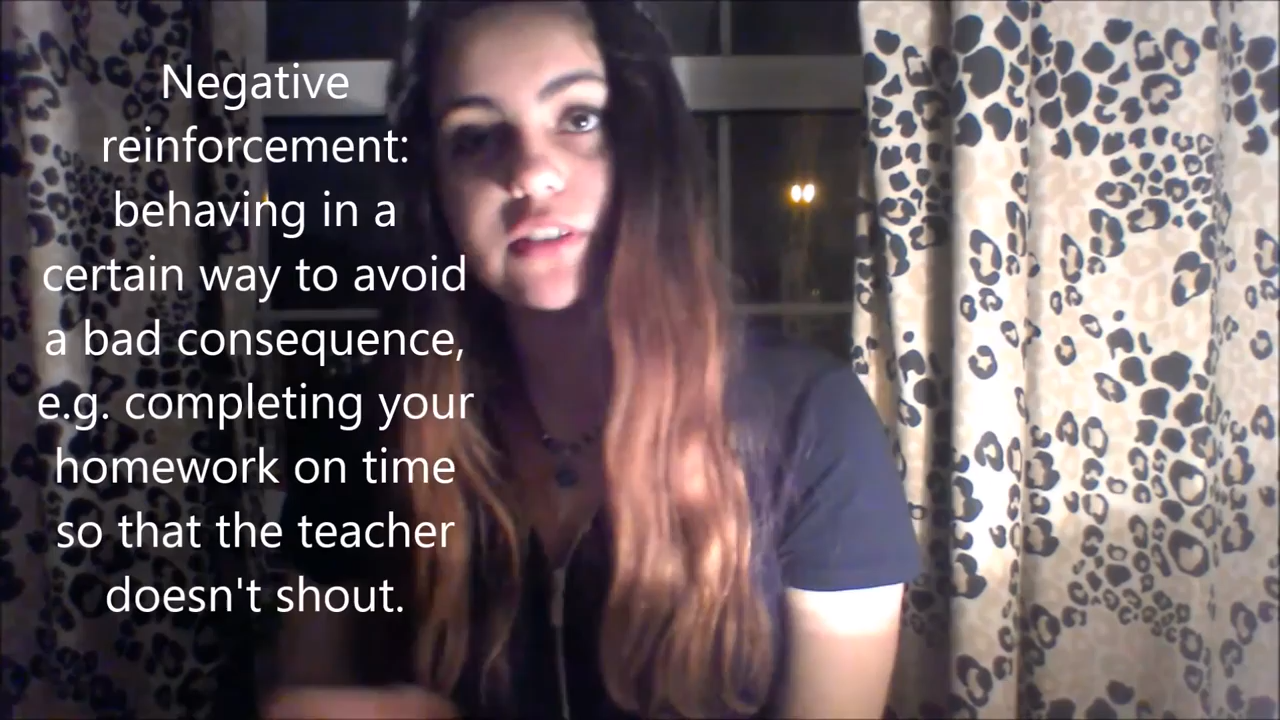 Negative
reinforcement:
behaving in a
certain way to avoid
a bad consequence,
e.g. completing your
homework on time
so that the teacher
doesn't shout.